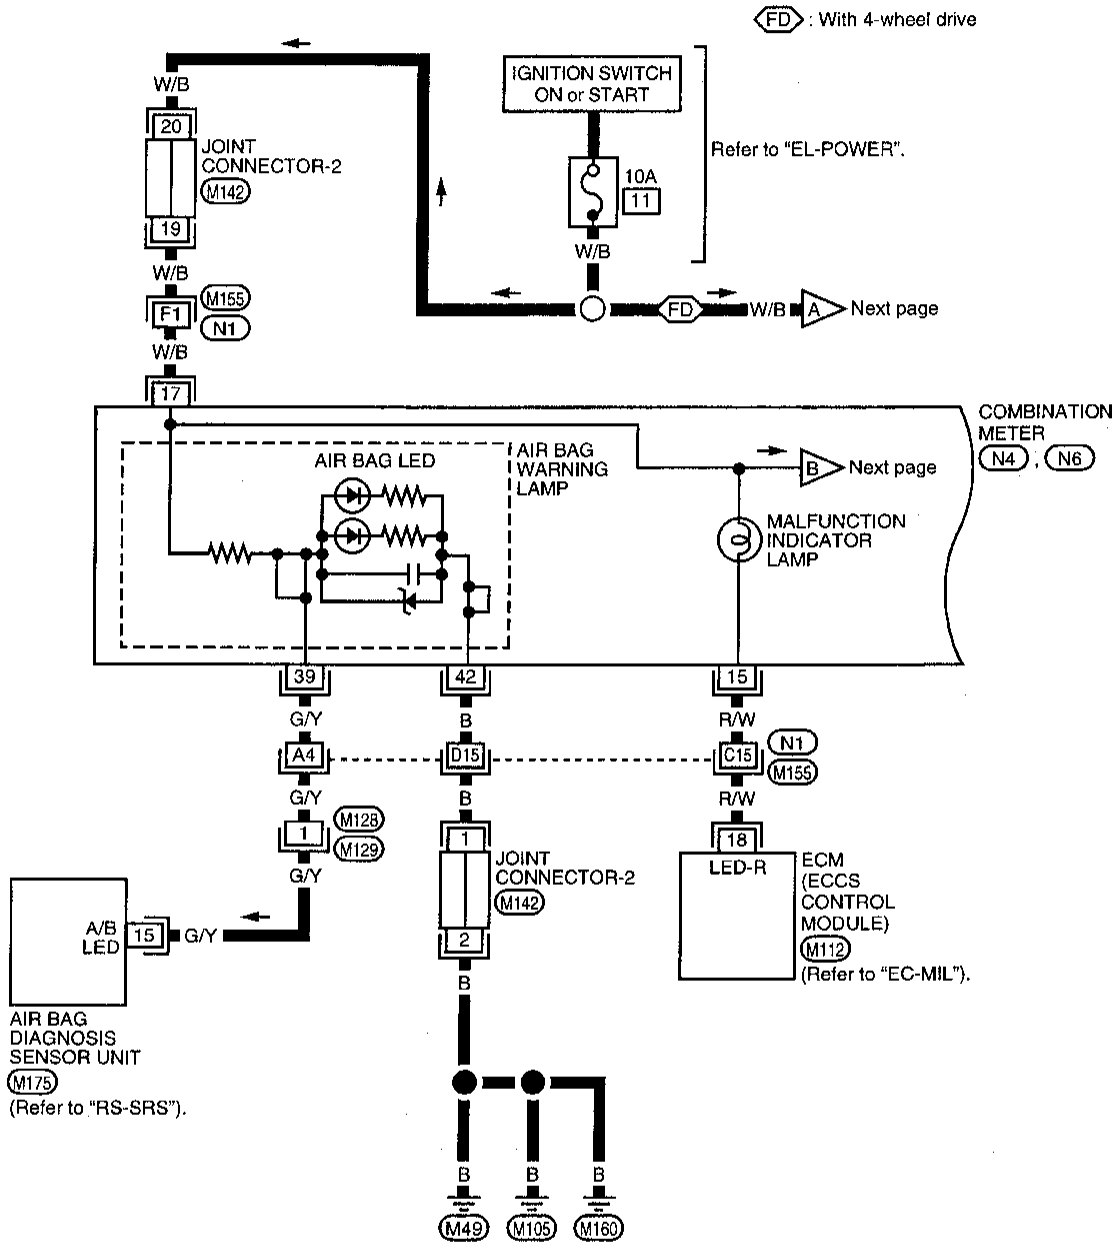 FD : With 4-wheel drive
IGNITION SWITCH
ON or START
Refer to "EL-POWER".
10A
11
W/B
W/B
20
JOINT
CONNECTOR-2
M142
19
W/B
F1
M155
N1
W/B
17
FD
W/B
A
Next page
COMBINATION
METER
N4 , N6
AIR BAG LED
AIR BAG
WARNING
LAMP
B
Next page
MALFUNCTION
INDICATOR
LAMP
39
42
15
G/Y
B
R/W
A4
D15
C15
N1
M155
G/Y
B
R/W
1
M128
M129
G/Y
1
JOINT
CONNECTOR-2
M142
2
B
18
LED-R
ECM
(ECCS
CONTROL
MODULE)
M112
(Refer to "EC-MIL").
A/B
LED
15
G/Y
AIR BAG
DIAGNOSIS
SENSOR UNIT
M175
(Refer to "RS-SRS").
B
B
B
M49
M105
M160